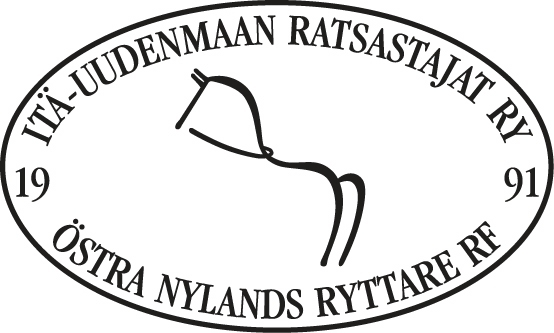 ITÄ-UUDENMAAN RATSASTAJAT RY
19 91
ÖSTRA NYLANDS RYTTARE RF